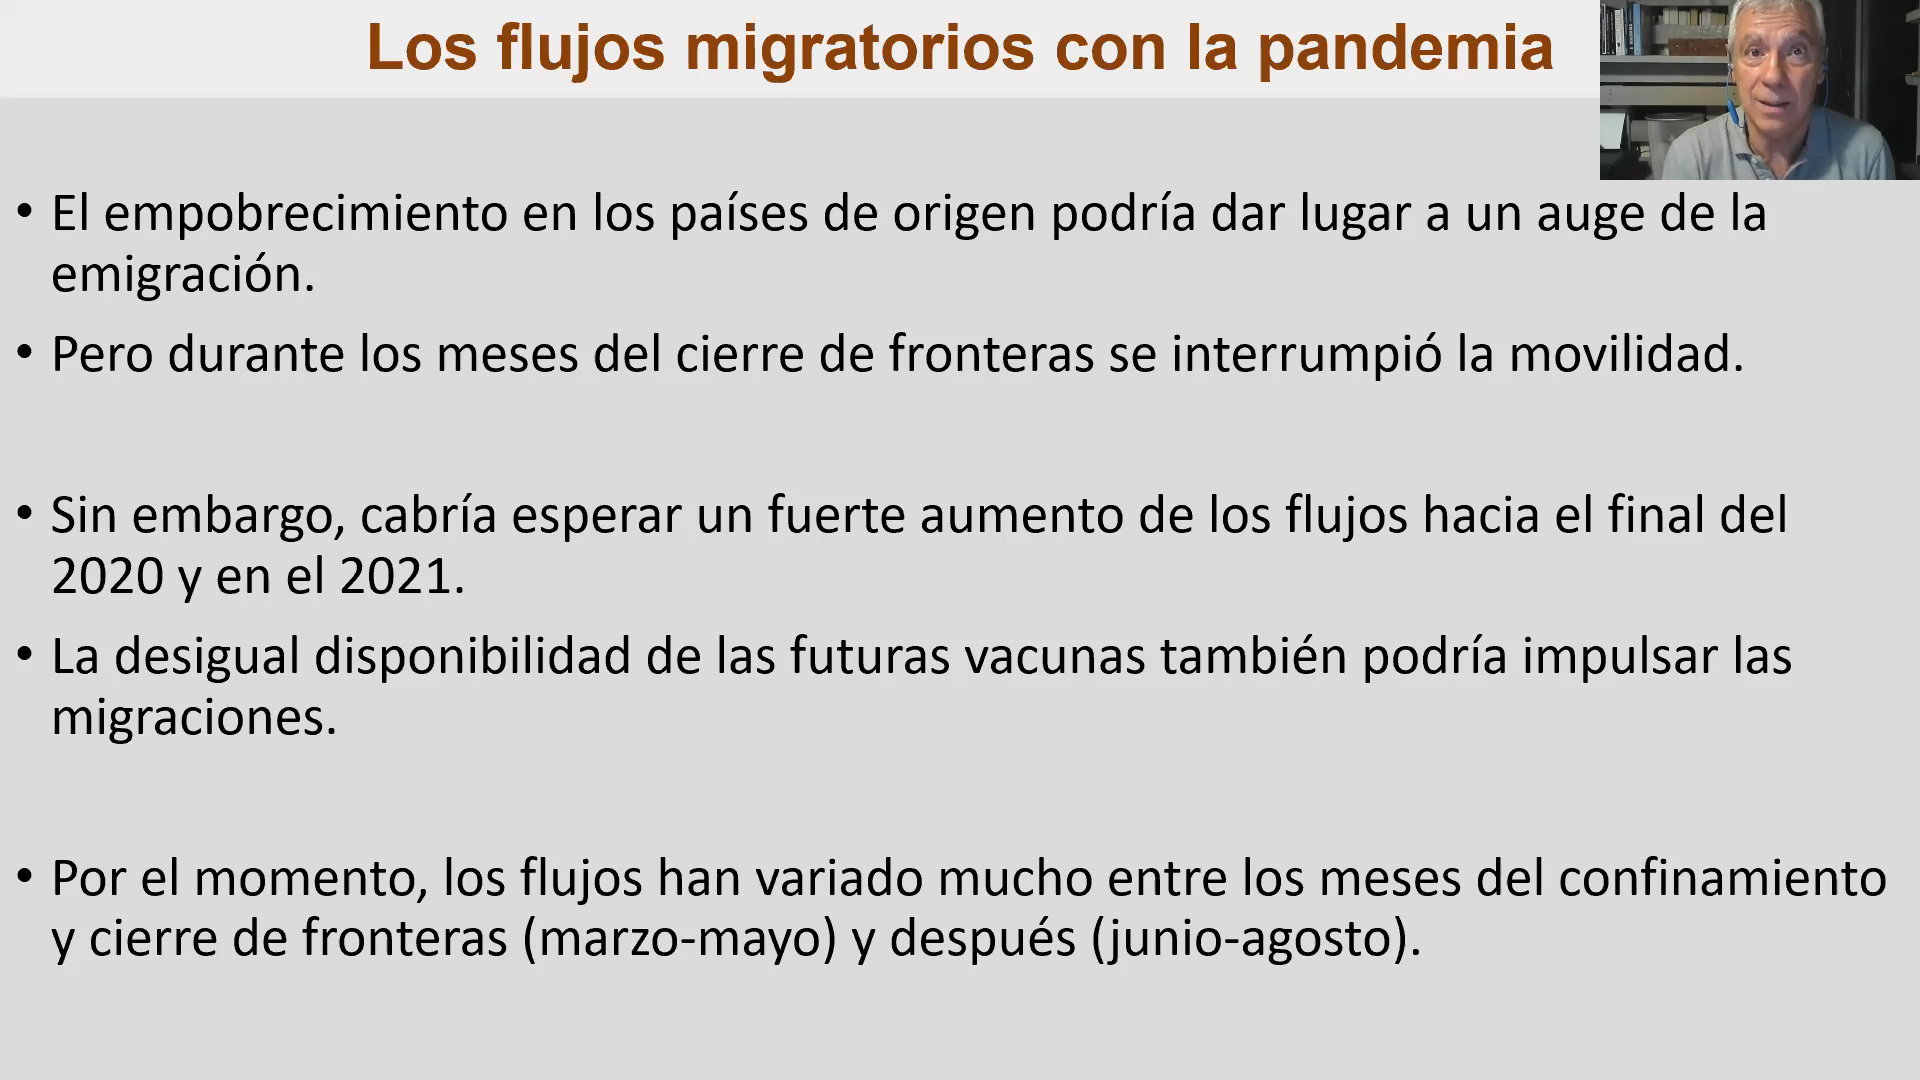 Los flujos migratorios con la pandemia
• El empobrecimiento en los países de origen podría dar lugar a un auge de la
emigración.
• Pero durante los meses del cierre de fronteras se interrumpió la movilidad.
• Sin embargo, cabría esperar un fuerte aumento de los flujos hacia el final del
2020 y en el 2021.
• La desigual disponibilidad de las futuras vacunas también podría impulsar las
migraciones.
• Por el momento, los flujos han variado mucho entre los meses del confinamiento
y cierre de fronteras (marzo-mayo) y después (junio-agosto).